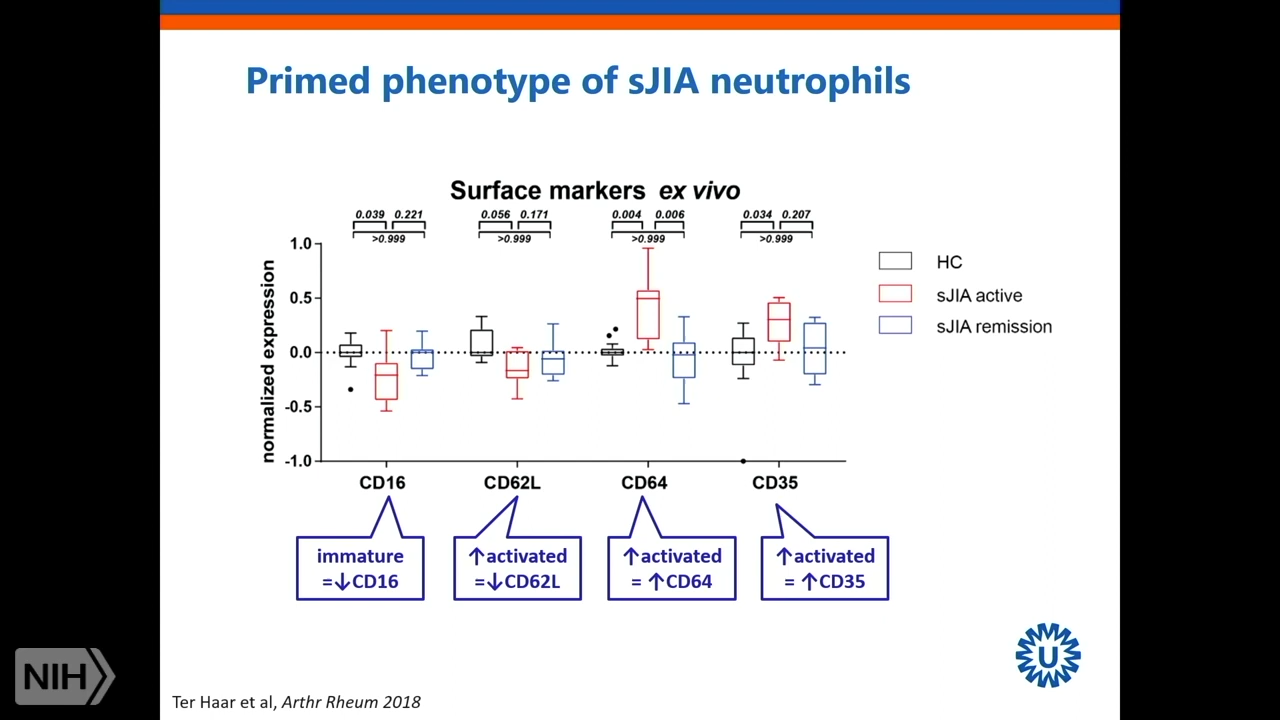 Primed phenotype of sJIA neutrophils
Surface markers ex vivo
0.039 0.221 0.056 0.171 0.004 0.006 0.034 0.207
>0.999 >0.999 >0.999 >0.999
1.0
0.5
0.0
-0.5
-1.0
normalized expression
CD16 CD62L CD64 CD35
HC
sJIA active
sJIA remission
immature
=↓CD16
↑activated
=↓CD62L
↑activated
= ↑CD64
↑activated
= ↑CD35
U
NIH
Ter Haar et al, Arthr Rheum 2018